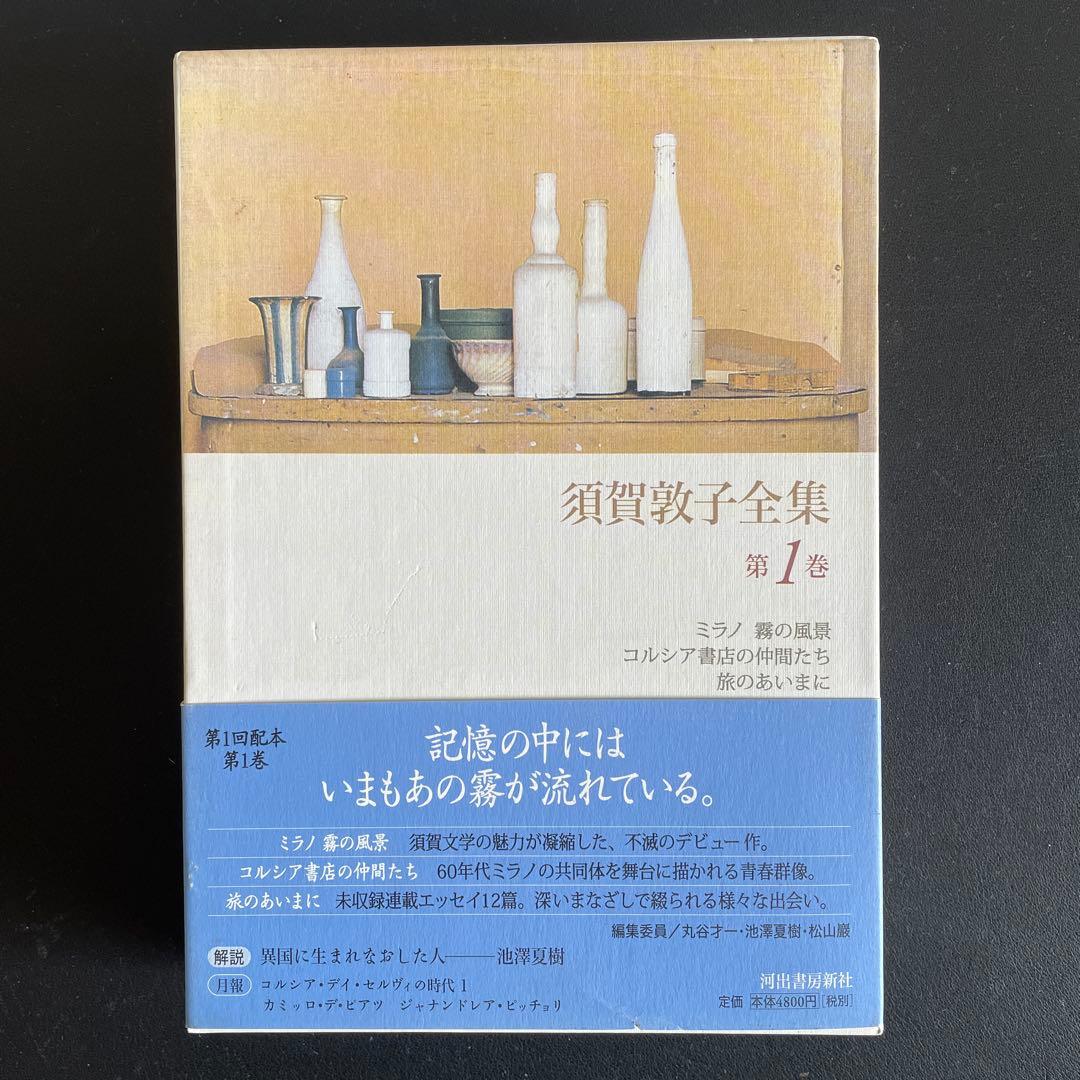 須賀敦子全集
第1巻
ミラノ 霧の風景
コルシア書店の仲間たち
旅のあいまに
第1回配本
第1巻
記憶の中には
いまもあの霧が流れている。
ミラノ 霧の風景 須賀文学の魅力が凝縮した、不滅のデビュー作。
コルシア書店の仲間たち 60年代ミラノの共同体を舞台に描かれる青春群像。
旅のあいまに 未収録連載エッセイ12篇。深いまなざしで綴られる様々な出会い。
編集委員／丸谷才一・池澤夏樹・松山巖
解説 異国に生まれなおした人――池澤夏樹
月報 コルシア・デイ・セルヴィの時代 1
カミッロ・デ・ピアツ ジャナンドレア・ピッチョリ
河出書房新社
定価 本体4800円[税別]